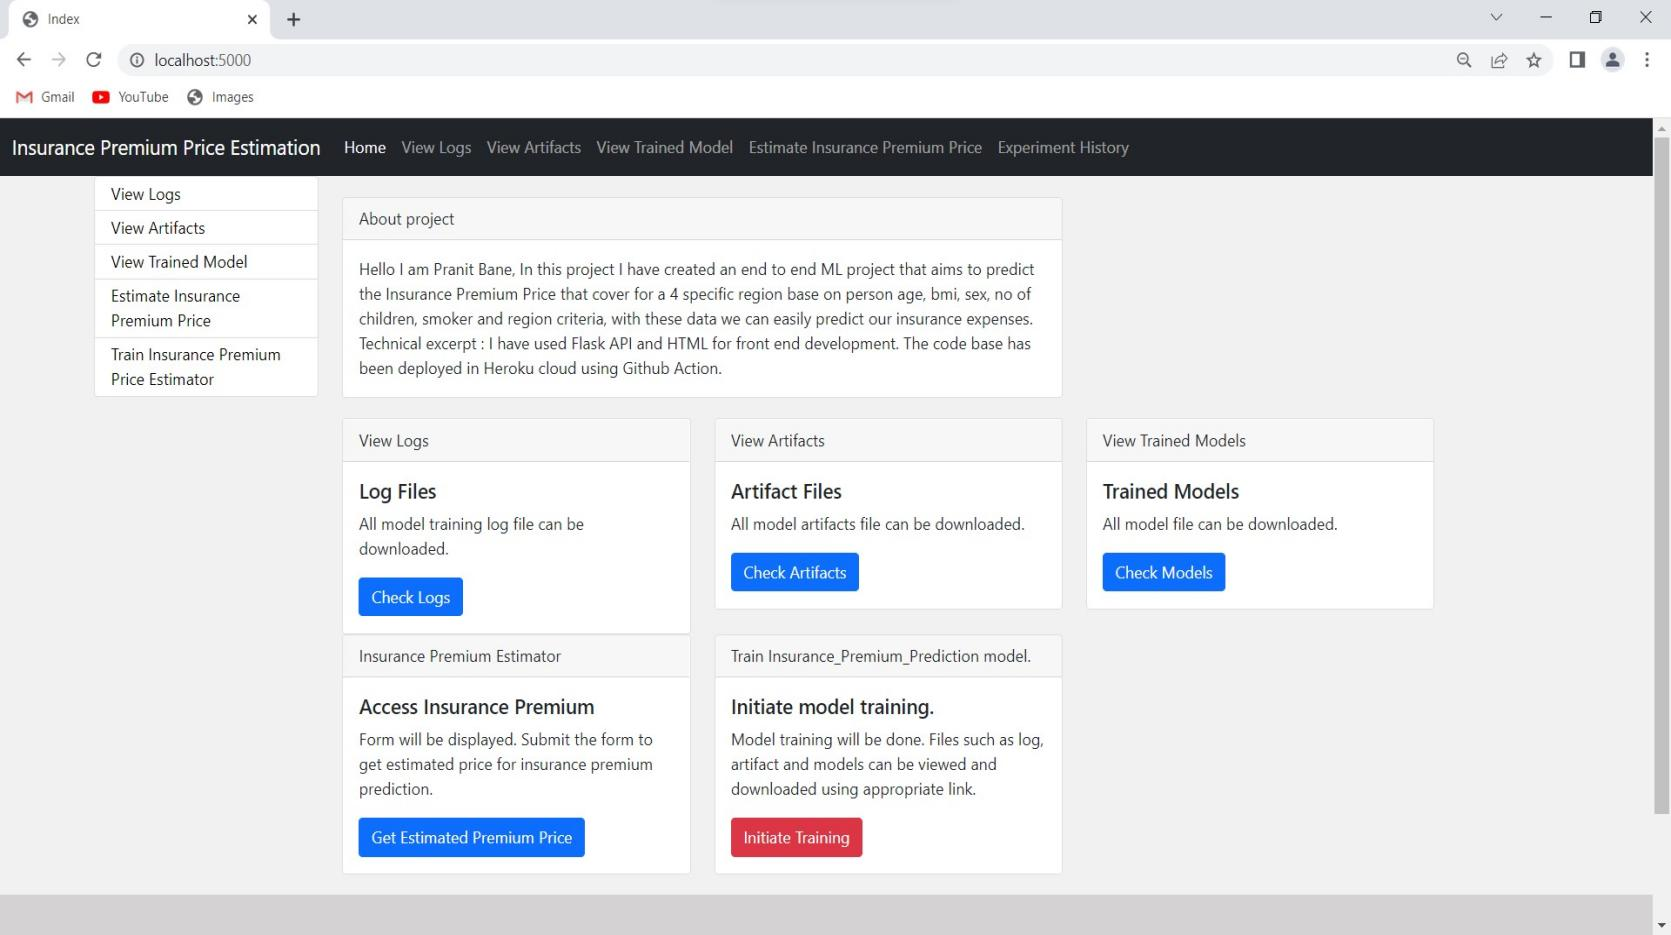 Index
localhost:5000
Gmail YouTube Images
Insurance Premium Price Estimation Home View Logs View Artifacts View Trained Model Estimate Insurance Premium Price Experiment History
View Logs
View Artifacts
View Trained Model
Estimate Insurance
Premium Price
Train Insurance Premium
Price Estimator
About project
Hello I am Pranit Bane, In this project I have created an end to end ML project that aims to predict
the Insurance Premium Price that cover for a 4 specific region base on person age, bmi, sex, no of
children, smoker and region criteria, with these data we can easily predict our insurance expenses.
Technical excerpt : I have used Flask API and HTML for front end development. The code base has
been deployed in Heroku cloud using Github Action.
View Logs
Log Files
All model training log file can be
downloaded.
Check Logs
View Artifacts
Artifact Files
All model artifacts file can be downloaded.
Check Artifacts
View Trained Models
Trained Models
All model file can be downloaded.
Check Models
Insurance Premium Estimator
Access Insurance Premium
Form will be displayed. Submit the form to
get estimated price for insurance premium
prediction.
Get Estimated Premium Price
Train Insurance_Premium_Prediction model.
Initiate model training.
Model training will be done. Files such as log,
artifact and models can be viewed and
downloaded using appropriate link.
Initiate Training